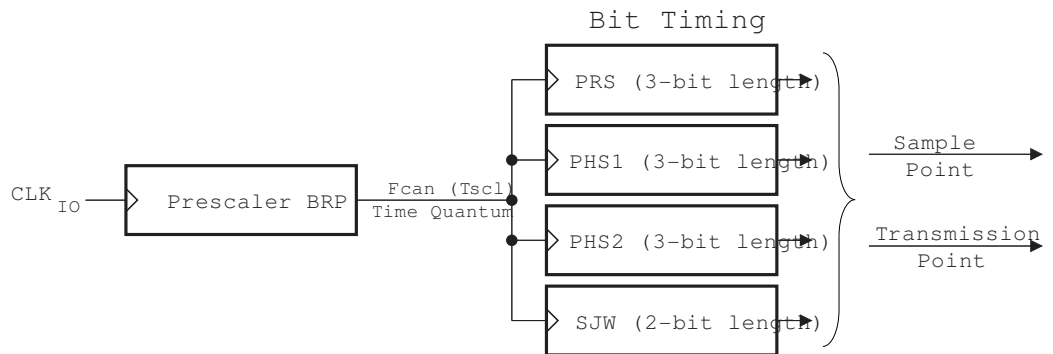 Bit Timing
PRS (3-bit length)
PHS1 (3-bit length)
Sample
Point
CLK IO
Prescaler BRP
Fcan (Tscl)
Time Quantum
PHS2 (3-bit length)
Transmission
Point
SJW (2-bit length)